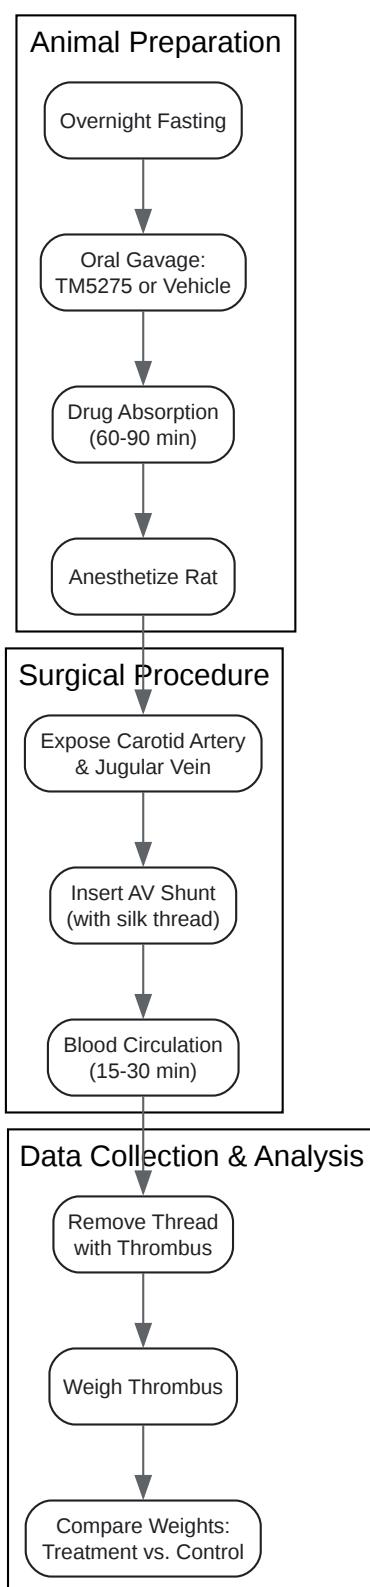 Animal Preparation
Overnight Fasting
Oral Gavage:
TM5275 or Vehicle
Drug Absorption
(60-90 min)
Anesthetize Rat
Surgical Procedure
Expose Carotid Artery
& Jugular Vein
Insert AV Shunt
(with silk thread)
Blood Circulation
(15-30 min)
Data Collection & Analysis
Remove Thread
with Thrombus
Weigh Thrombus
Compare Weights:
Treatment vs. Control